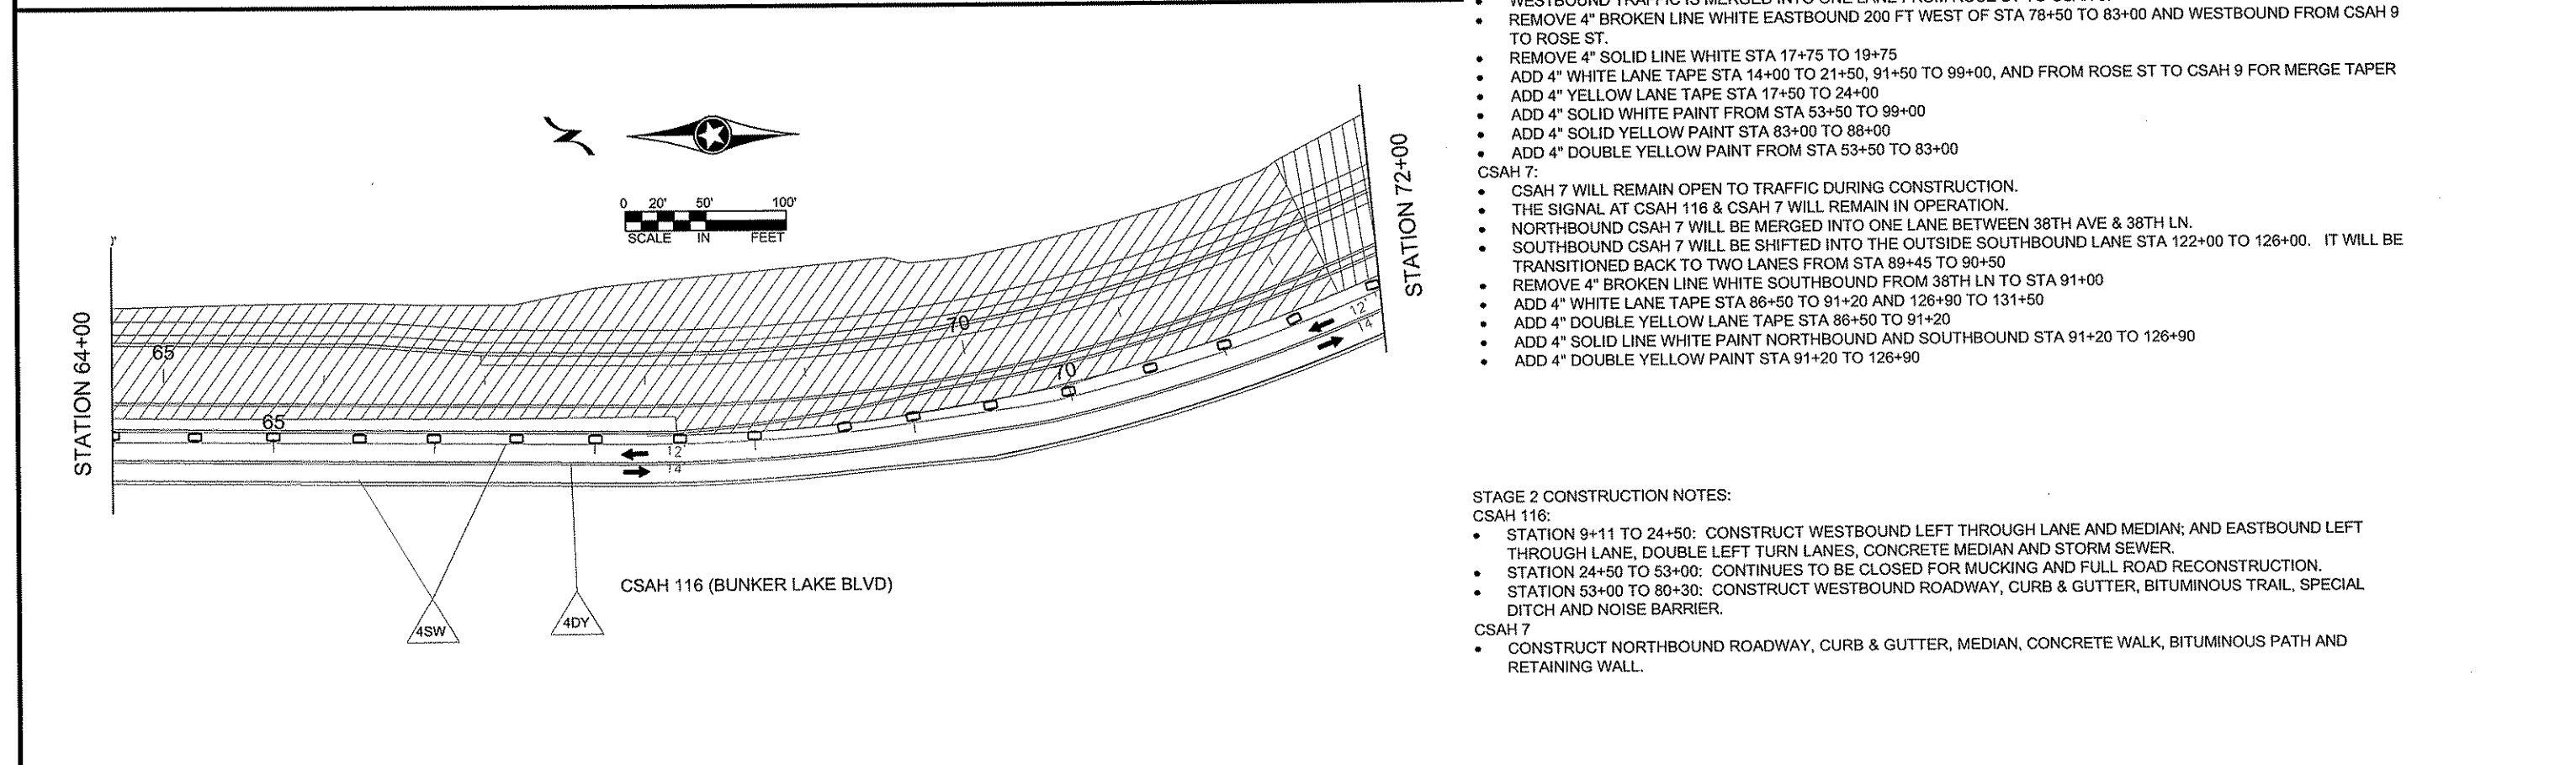 0 20' 50' 100'
SCALE IN FEET
STATION 64+00
STATION 72+00
65
65
70
70
12'
14'
12'
14'
4SW
4DY
CSAH 116 (BUNKER LAKE BLVD)
• REMOVE 4" BROKEN LINE WHITE EASTBOUND 200 FT WEST OF STA 78+50 TO 83+00 AND WESTBOUND FROM CSAH 9
TO ROSE ST.
• REMOVE 4" SOLID LINE WHITE STA 17+75 TO 19+75
• ADD 4" WHITE LANE TAPE STA 14+00 TO 21+50, 91+50 TO 99+00, AND FROM ROSE ST TO CSAH 9 FOR MERGE TAPER
• ADD 4" YELLOW LANE TAPE STA 17+50 TO 24+00
• ADD 4" SOLID WHITE PAINT FROM STA 53+50 TO 99+00
• ADD 4" SOLID YELLOW PAINT STA 83+00 TO 88+00
• ADD 4" DOUBLE YELLOW PAINT FROM STA 53+50 TO 83+00
CSAH 7:
• CSAH 7 WILL REMAIN OPEN TO TRAFFIC DURING CONSTRUCTION.
• THE SIGNAL AT CSAH 116 & CSAH 7 WILL REMAIN IN OPERATION.
• NORTHBOUND CSAH 7 WILL BE MERGED INTO ONE LANE BETWEEN 38TH AVE & 38TH LN.
• SOUTHBOUND CSAH 7 WILL BE SHIFTED INTO THE OUTSIDE SOUTHBOUND LANE STA 122+00 TO 126+00. IT WILL BE
TRANSITIONED BACK TO TWO LANES FROM STA 89+45 TO 90+50
• REMOVE 4" BROKEN LINE WHITE SOUTHBOUND FROM 38TH LN TO STA 91+00
• ADD 4" WHITE LANE TAPE STA 86+50 TO 91+20 AND 126+90 TO 131+50
• ADD 4" DOUBLE YELLOW LANE TAPE STA 86+50 TO 91+20
• ADD 4" SOLID LINE WHITE PAINT NORTHBOUND AND SOUTHBOUND STA 91+20 TO 126+90
• ADD 4" DOUBLE YELLOW PAINT STA 91+20 TO 126+90
STAGE 2 CONSTRUCTION NOTES:
CSAH 116:
• STATION 9+11 TO 24+50: CONSTRUCT WESTBOUND LEFT THROUGH LANE AND MEDIAN; AND EASTBOUND LEFT
THROUGH LANE, DOUBLE LEFT TURN LANES, CONCRETE MEDIAN AND STORM SEWER.
• STATION 24+50 TO 53+00: CONTINUES TO BE CLOSED FOR MUCKING AND FULL ROAD RECONSTRUCTION.
• STATION 53+00 TO 80+30: CONSTRUCT WESTBOUND ROADWAY, CURB & GUTTER, BITUMINOUS TRAIL, SPECIAL
DITCH AND NOISE BARRIER.
CSAH 7
• CONSTRUCT NORTHBOUND ROADWAY, CURB & GUTTER, MEDIAN, CONCRETE WALK, BITUMINOUS PATH AND
RETAINING WALL.